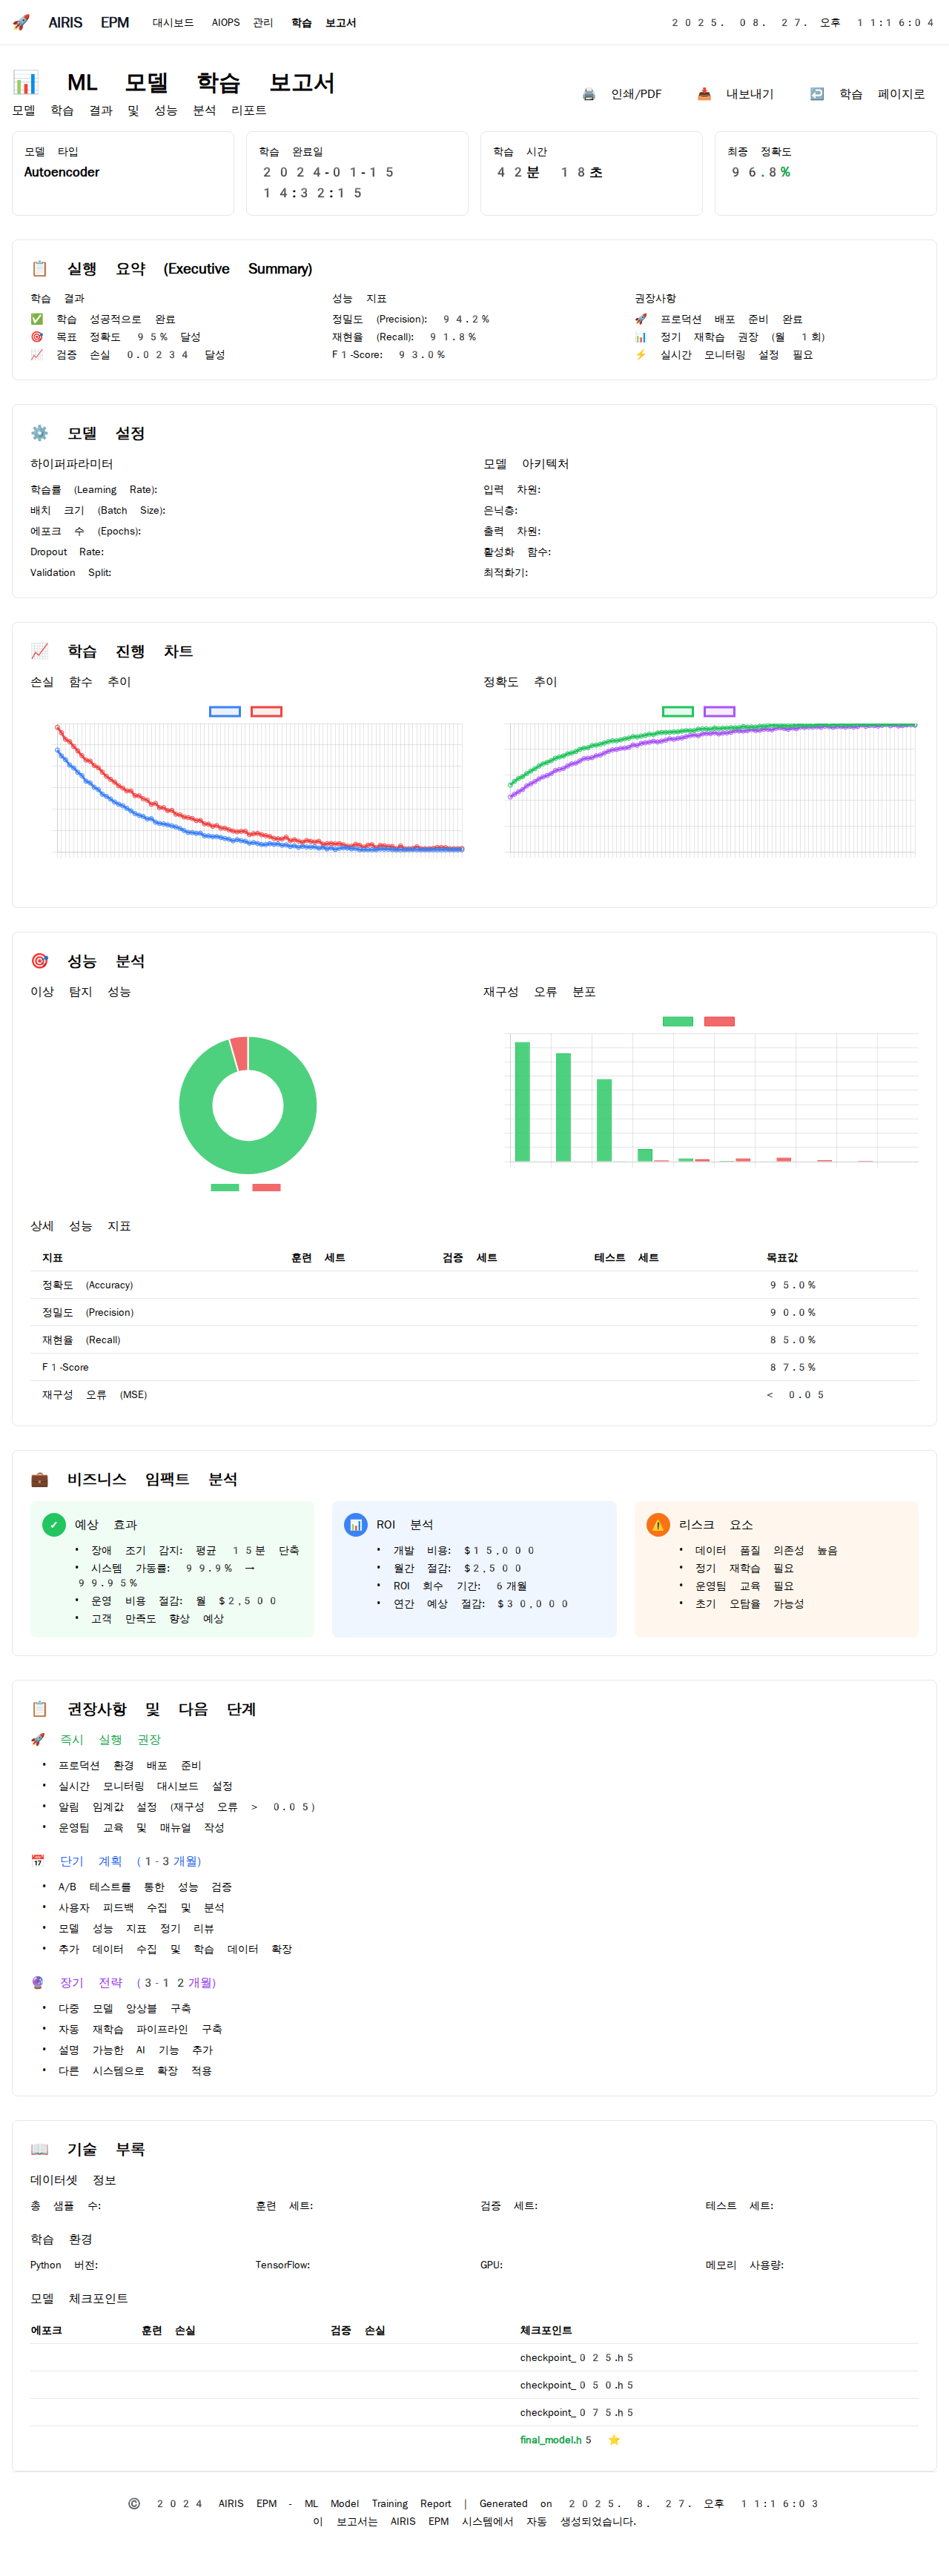 🚀 AIRIS EPM 대시보드 AIOPS 관리 학습 보고서 2025. 08. 27. 오후 11:16:04
📊 ML 모델 학습 보고서
모델 학습 결과 및 성능 분석 리포트
🖨️ 인쇄/PDF 📥 내보내기 ↩️ 학습 페이지로
모델 타입
Autoencoder
학습 완료일
2024-01-15
14:32:15
학습 시간
42분 18초
최종 정확도
96.8%
📋 실행 요약 (Executive Summary)
학습 결과
✅ 학습 성공적으로 완료
🎯 목표 정확도 95% 달성
📈 검증 손실 0.0234 달성
성능 지표
정밀도 (Precision): 94.2%
재현율 (Recall): 91.8%
F1-Score: 93.0%
권장사항
🚀 프로덕션 배포 준비 완료
📊 정기 재학습 권장 (월 1회)
⚡ 실시간 모니터링 설정 필요
⚙️ 모델 설정
하이퍼파라미터
학습률 (Learning Rate):
배치 크기 (Batch Size):
에포크 수 (Epochs):
Dropout Rate:
Validation Split:
모델 아키텍처
입력 차원:
은닉층:
출력 차원:
활성화 함수:
최적화기:
📈 학습 진행 차트
손실 함수 추이
정확도 추이
🎯 성능 분석
이상 탐지 성능
재구성 오류 분포
상세 성능 지표
지표 훈련 세트 검증 세트 테스트 세트 목표값
정확도 (Accuracy) 95.0%
정밀도 (Precision) 90.0%
재현율 (Recall) 85.0%
F1-Score 87.5%
재구성 오류 (MSE) < 0.05
💼 비즈니스 임팩트 분석
✓ 예상 효과
• 장애 조기 감지: 평균 15분 단축
• 시스템 가동률: 99.9% →
99.95%
• 운영 비용 절감: 월 $2,500
• 고객 만족도 향상 예상
📊 ROI 분석
• 개발 비용: $15,000
• 월간 절감: $2,500
• ROI 회수 기간: 6개월
• 연간 예상 절감: $30,000
⚠️ 리스크 요소
• 데이터 품질 의존성 높음
• 정기 재학습 필요
• 운영팀 교육 필요
• 초기 오탐율 가능성
📋 권장사항 및 다음 단계
🚀 즉시 실행 권장
• 프로덕션 환경 배포 준비
• 실시간 모니터링 대시보드 설정
• 알림 임계값 설정 (재구성 오류 > 0.05)
• 운영팀 교육 및 매뉴얼 작성
📅 단기 계획 (1-3개월)
• A/B 테스트를 통한 성능 검증
• 사용자 피드백 수집 및 분석
• 모델 성능 지표 정기 리뷰
• 추가 데이터 수집 및 학습 데이터 확장
🔮 장기 전략 (3-12개월)
• 다중 모델 앙상블 구축
• 자동 재학습 파이프라인 구축
• 설명 가능한 AI 기능 추가
• 다른 시스템으로 확장 적용
📖 기술 부록
데이터셋 정보
총 샘플 수: 훈련 세트: 검증 세트: 테스트 세트:
학습 환경
Python 버전: TensorFlow: GPU: 메모리 사용량:
모델 체크포인트
에포크 훈련 손실 검증 손실 체크포인트
checkpoint_025.h5
checkpoint_050.h5
checkpoint_075.h5
final_model.h5 ⭐
© 2024 AIRIS EPM - ML Model Training Report | Generated on 2025. 8. 27. 오후 11:16:03
이 보고서는 AIRIS EPM 시스템에서 자동 생성되었습니다.